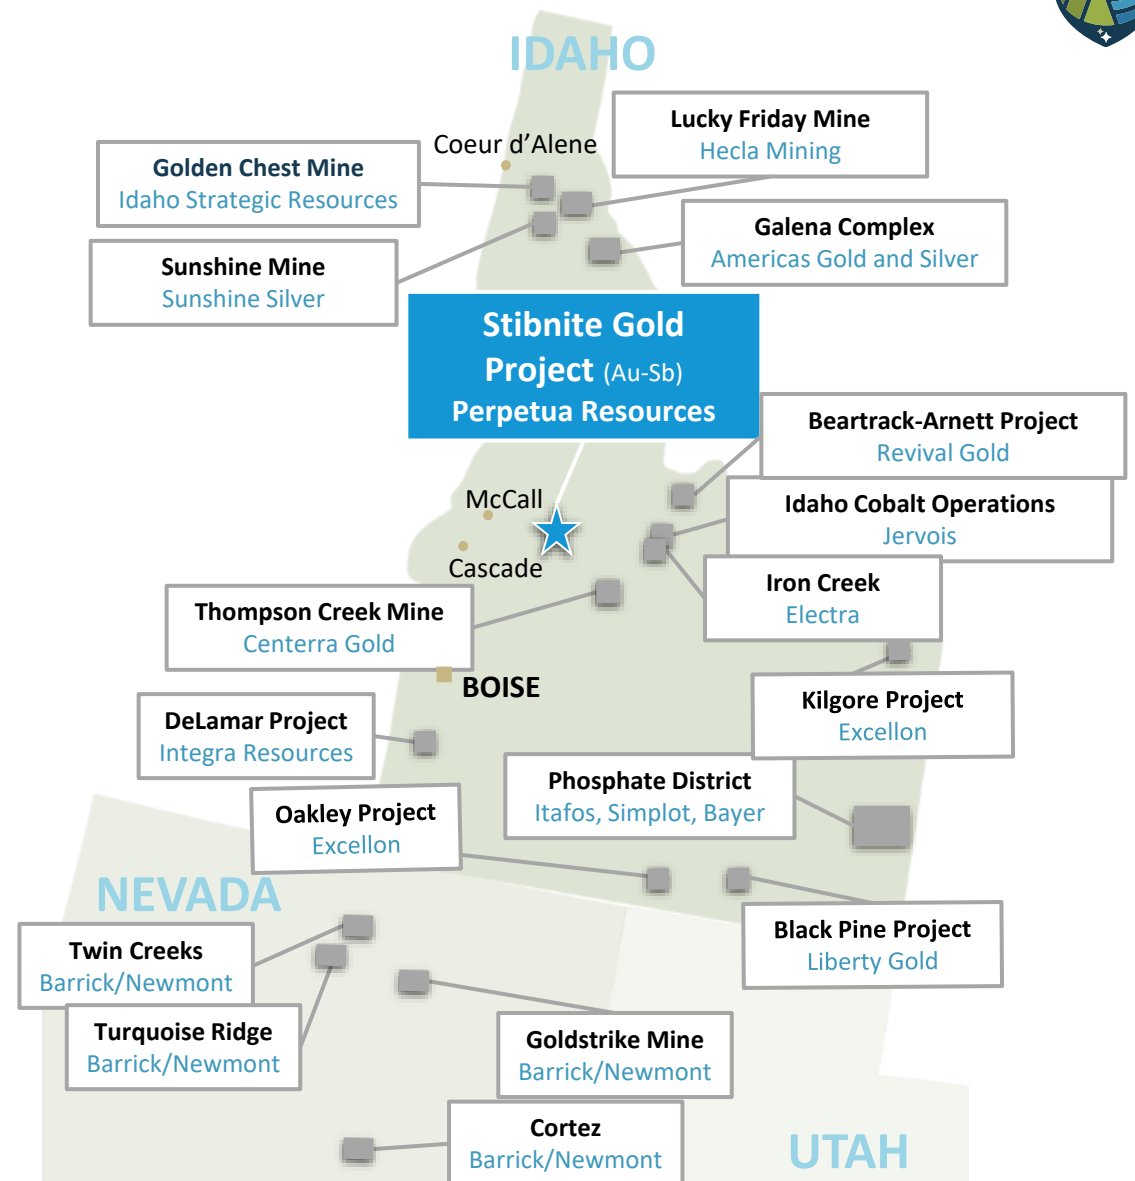 IDAHO
Lucky Friday Mine
Hecla Mining
Coeur d’Alene
Golden Chest Mine
Idaho Strategic Resources
Galena Complex
Americas Gold and Silver
Sunshine Mine
Sunshine Silver
Stibnite Gold
Project (Au-Sb)
Perpetua Resources
Beartrack-Arnett Project
Revival Gold
McCall
Idaho Cobalt Operations
Jervois
Cascade
Iron Creek
Electra
Thompson Creek Mine
Centerra Gold
BOISE
Kilgore Project
Excellon
DeLamar Project
Integra Resources
Phosphate District
Itafos, Simplot, Bayer
Oakley Project
Excellon
NEVADA
Black Pine Project
Liberty Gold
Twin Creeks
Barrick/Newmont
Turquoise Ridge
Barrick/Newmont
Goldstrike Mine
Barrick/Newmont
Cortez
Barrick/Newmont
UTAH